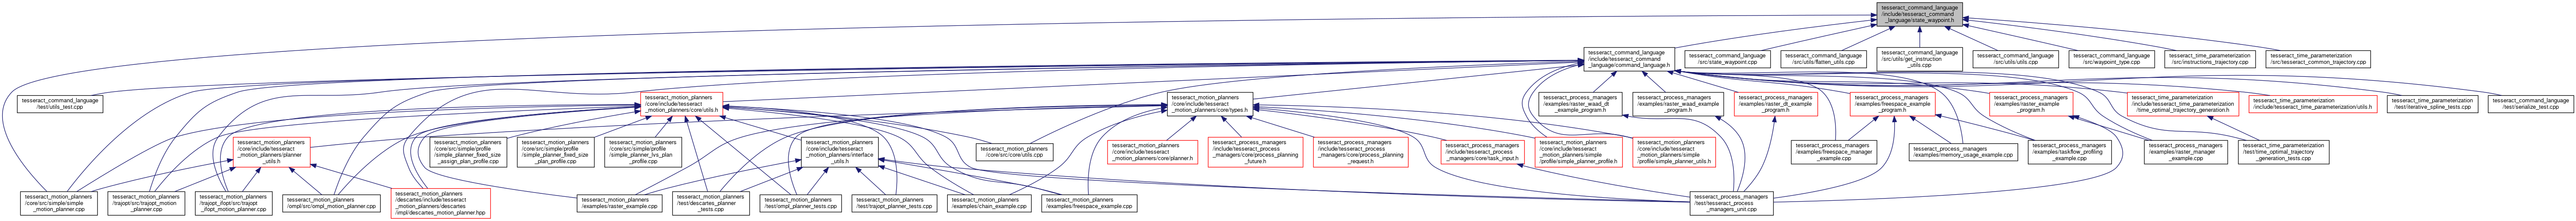 tesseract_command_language
/include/tesseract_command
_language/state_waypoint.h
tesseract_command_language
/include/tesseract_command
_language/command_language.h
tesseract_command_language
/src/state_waypoint.cpp
tesseract_command_language
/src/utils/flatten_utils.cpp
tesseract_command_language
/src/utils/get_instruction
_utils.cpp
tesseract_command_language
/src/utils/utils.cpp
tesseract_command_language
/src/waypoint_type.cpp
tesseract_time_parameterization
/src/instructions_trajectory.cpp
tesseract_time_parameterization
/src/tesseract_common_trajectory.cpp
tesseract_command_language
/test/utils_test.cpp
tesseract_motion_planners
/core/include/tesseract
_motion_planners/core/utils.h
tesseract_motion_planners
/core/include/tesseract
_motion_planners/core/types.h
tesseract_process_managers
/examples/raster_waad_dt
_example_program.h
tesseract_process_managers
/examples/raster_waad_example
_program.h
tesseract_process_managers
/examples/raster_dt_example
_program.h
tesseract_process_managers
/examples/freespace_example
_program.h
tesseract_process_managers
/examples/raster_example
_program.h
tesseract_time_parameterization
/include/tesseract_time_parameterization
/time_optimal_trajectory_generation.h
tesseract_time_parameterization
/include/tesseract_time_parameterization/utils.h
tesseract_time_parameterization
/test/iterative_spline_tests.cpp
tesseract_command_language
/test/serialize_test.cpp
tesseract_motion_planners
/core/include/tesseract
_motion_planners/planner
_utils.h
tesseract_motion_planners
/core/src/simple/profile
/simple_planner_fixed_size
_assign_plan_profile.cpp
tesseract_motion_planners
/core/src/simple/profile
/simple_planner_fixed_size
_plan_profile.cpp
tesseract_motion_planners
/core/src/simple/profile
/simple_planner_lvs_plan
_profile.cpp
tesseract_motion_planners
/core/include/tesseract
_motion_planners/interface
_utils.h
tesseract_motion_planners
/core/src/core/utils.cpp
tesseract_motion_planners
/core/include/tesseract
_motion_planners/core/planner.h
tesseract_process_managers
/include/tesseract_process
_managers/core/process_planning
_future.h
tesseract_process_managers
/include/tesseract_process
_managers/core/process_planning
_request.h
tesseract_process_managers
/include/tesseract_process
_managers/core/task_input.h
tesseract_motion_planners
/core/include/tesseract
_motion_planners/simple
/profile/simple_planner_profile.h
tesseract_motion_planners
/core/include/tesseract
_motion_planners/simple
/profile/simple_planner_utils.h
tesseract_process_managers
/examples/freespace_manager
_example.cpp
tesseract_process_managers
/examples/memory_usage_example.cpp
tesseract_process_managers
/examples/taskflow_profiling
_example.cpp
tesseract_process_managers
/examples/raster_manager
_example.cpp
tesseract_time_parameterization
/test/time_optimal_trajectory
_generation_tests.cpp
tesseract_motion_planners
/core/src/simple/simple
_motion_planner.cpp
tesseract_motion_planners
/trajopt/src/trajopt_motion
_planner.cpp
tesseract_motion_planners
/trajopt_ifopt/src/trajopt
_ifopt_motion_planner.cpp
tesseract_motion_planners
/ompl/src/ompl_motion_planner.cpp
tesseract_motion_planners
/descartes/include/tesseract
_motion_planners/descartes
/impl/descartes_motion_planner.hpp
tesseract_motion_planners
/examples/raster_example.cpp
tesseract_motion_planners
/test/descartes_planner
_tests.cpp
tesseract_motion_planners
/test/ompl_planner_tests.cpp
tesseract_motion_planners
/test/trajopt_planner_tests.cpp
tesseract_motion_planners
/examples/chain_example.cpp
tesseract_motion_planners
/examples/freespace_example.cpp
tesseract_process_managers
/test/tesseract_process
_managers_unit.cpp